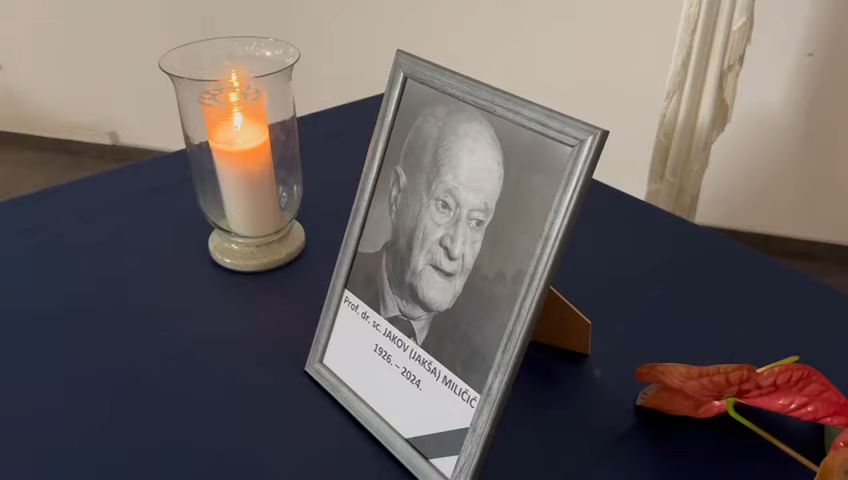 Prof. dr. sc. JAKOV (JAKŠA) MILIČIĆ
1926. – 2024.